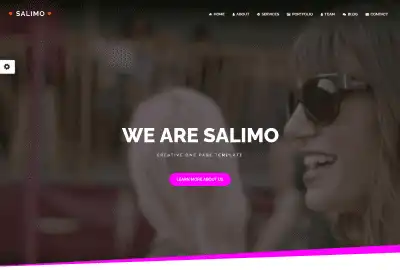 SALIMO
HOME ABOUT SERVICES PORTFOLIO TEAM BLOG CONTACT
WE ARE SALIMO
CREATIVE ONE PAGE TEMPLATE
LEARN MORE ABOUT US